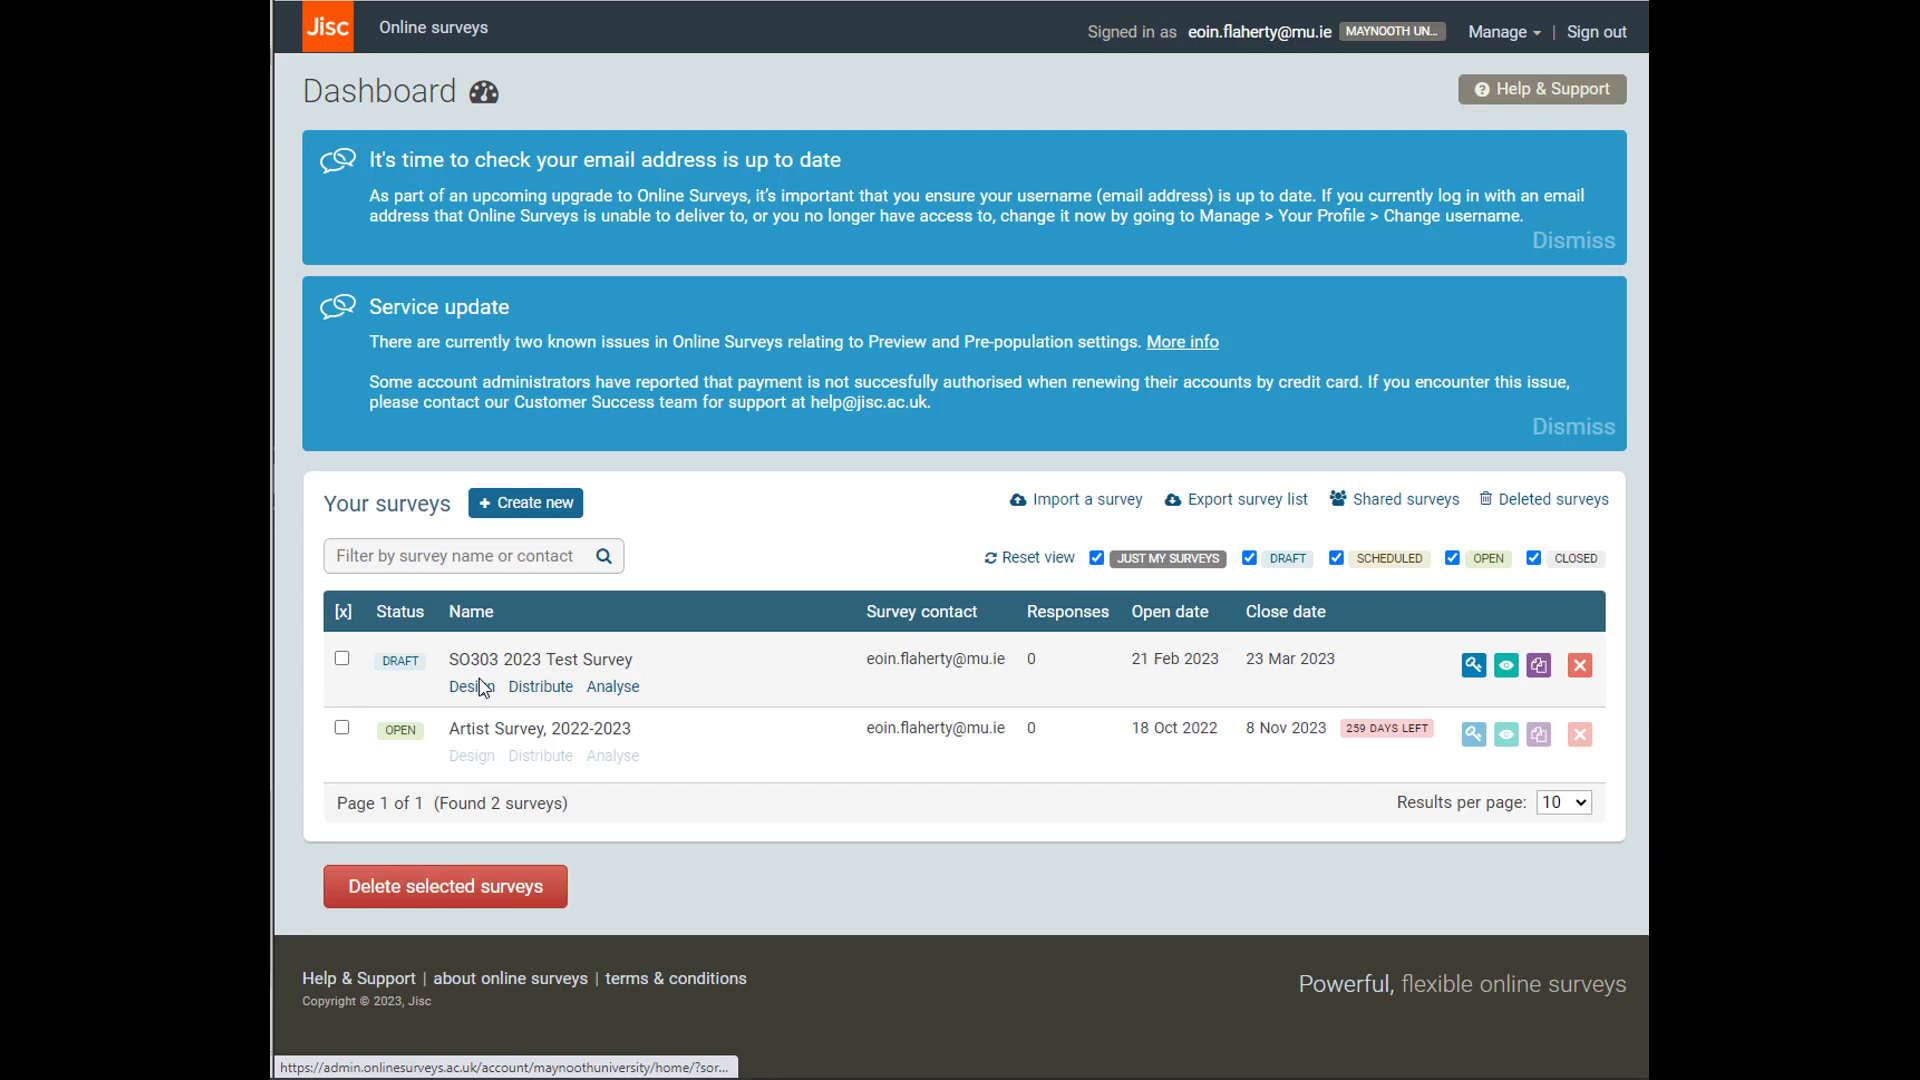 Jisc Online surveys Signed in as eoin.flaherty@mu.ie MAYNOOTH UN... Manage | Sign out
Dashboard Help & Support
It's time to check your email address is up to date
As part of an upcoming upgrade to Online Surveys, it's important that you ensure your username (email address) is up to date. If you currently log in with an email
address that Online Surveys is unable to deliver to, or you no longer have access to, change it now by going to Manage > Your Profile > Change username.
Dismiss
Service update
There are currently two known issues in Online Surveys relating to Preview and Pre-population settings. More info
Some account administrators have reported that payment is not succesfully authorised when renewing their accounts by credit card. If you encounter this issue,
please contact our Customer Success team for support at help@jisc.ac.uk.
Dismiss
Your surveys + Create new Import a survey Export survey list Shared surveys Deleted surveys
Filter by survey name or contact Reset view JUST MY SURVEYS DRAFT SCHEDULED OPEN CLOSED
[x] Status Name Survey contact Responses Open date Close date
DRAFT SO303 2023 Test Survey eoin.flaherty@mu.ie 0 21 Feb 2023 23 Mar 2023
Design Distribute Analyse
OPEN Artist Survey, 2022-2023 eoin.flaherty@mu.ie 0 18 Oct 2022 8 Nov 2023 259 DAYS LEFT
Design Distribute Analyse
Page 1 of 1 (Found 2 surveys) Results per page: 10
Delete selected surveys
Help & Support | about online surveys | terms & conditions Powerful, flexible online surveys
Copyright © 2023, Jisc
https://admin.onlinesurveys.ac.uk/account/maynoothuniversity/home/?sor...